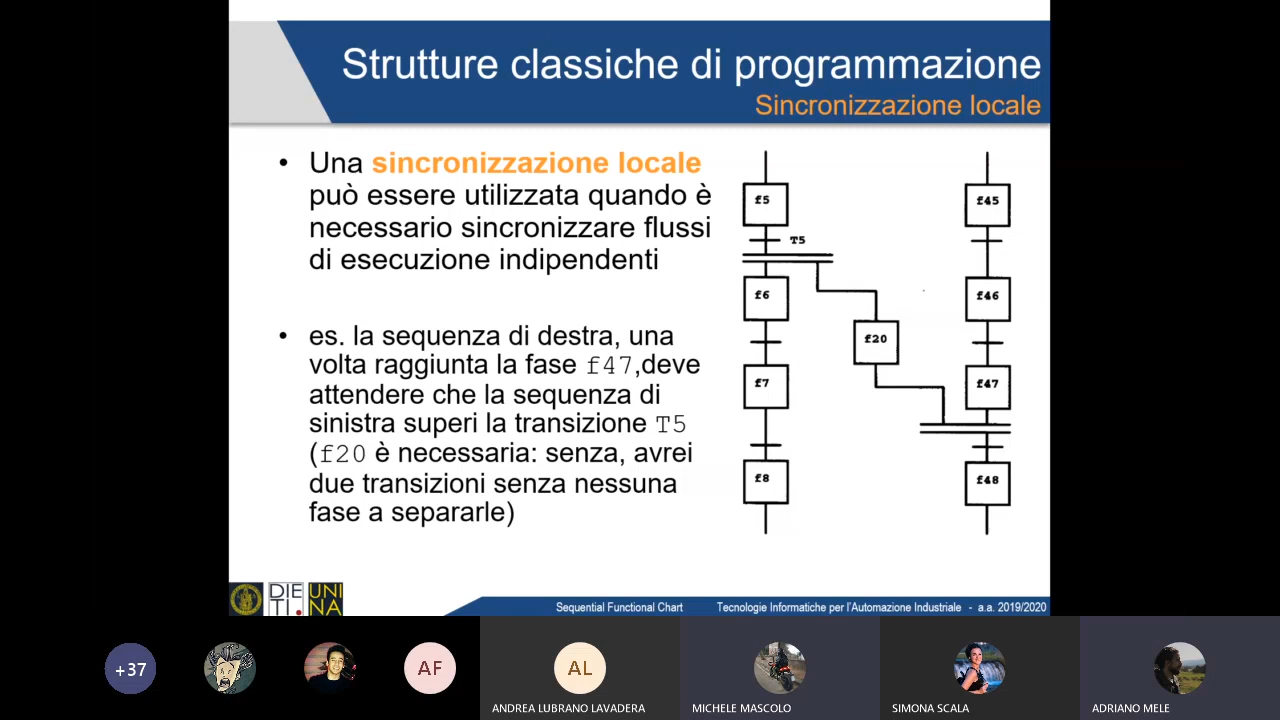 Strutture classiche di programmazione
Sincronizzazione locale
• Una sincronizzazione locale
può essere utilizzata quando è
necessario sincronizzare flussi
di esecuzione indipendenti
• es. la sequenza di destra, una
volta raggiunta la fase f47,deve
attendere che la sequenza di
sinistra superi la transizione T5
(f20 è necessaria: senza, avrei
due transizioni senza nessuna
fase a separarle)
f5
T5
f6
f7
f8
f20
f45
f46
f47
f48
DIE
TI.
UNI
NA
Sequential Functional Chart
Tecnologie Informatiche per l'Automazione Industriale - a.a. 2019/2020
+37
AF
AL
ANDREA LUBRANO LAVADERA
MICHELE MASCOLO
SIMONA SCALA
ADRIANO MELE